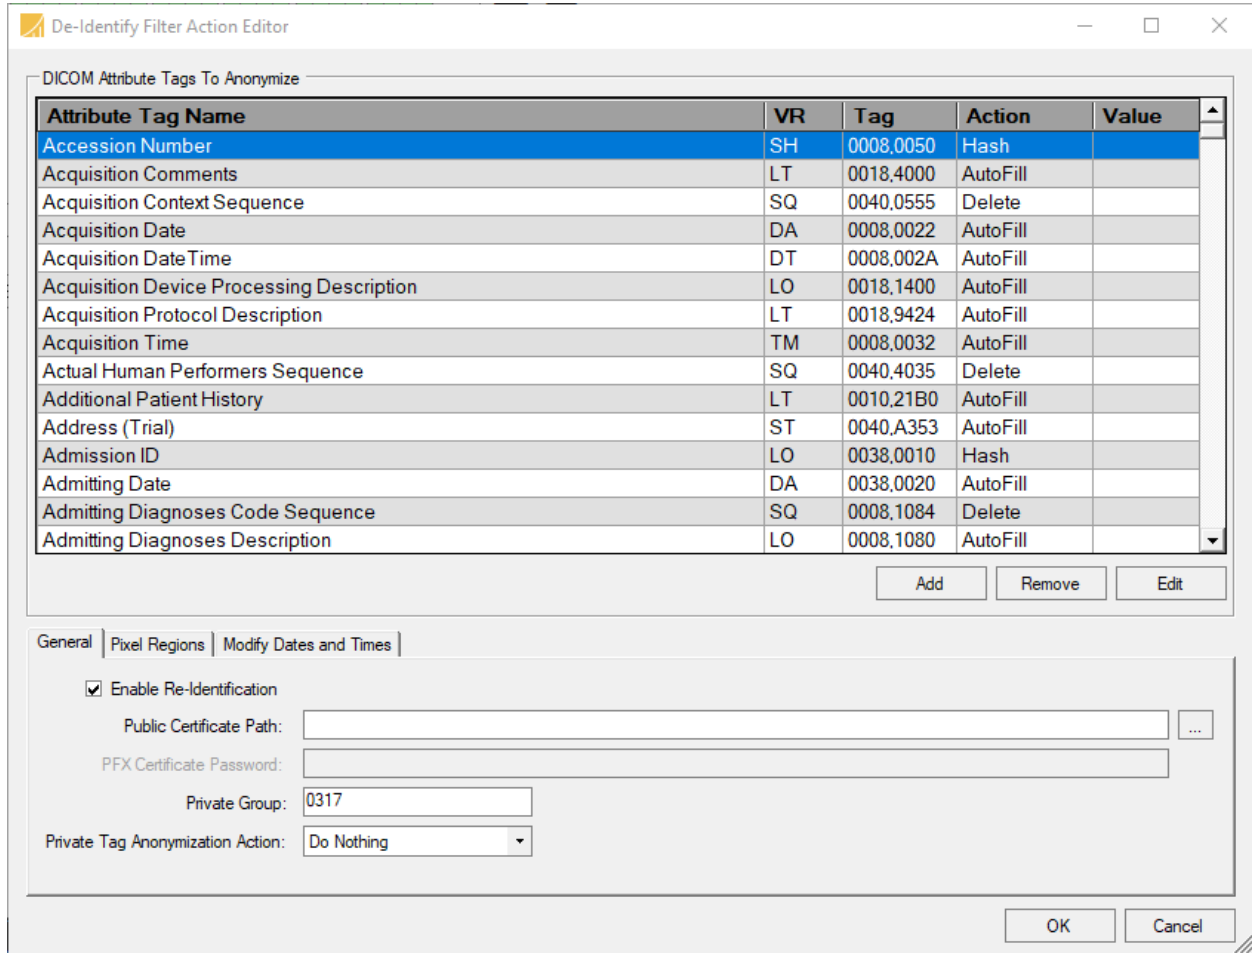 De-Identify Filter Action Editor
DICOM Attribute Tags To Anonymize
Attribute Tag Name VR Tag Action Value
Accession Number SH 0008,0050 Hash
Acquisition Comments LT 0018,4000 AutoFill
Acquisition Context Sequence SQ 0040,0555 Delete
Acquisition Date DA 0008,0022 AutoFill
Acquisition DateTime DT 0008,002A AutoFill
Acquisition Device Processing Description LO 0018,1400 AutoFill
Acquisition Protocol Description LT 0018,9424 AutoFill
Acquisition Time TM 0008,0032 AutoFill
Actual Human Performers Sequence SQ 0040,4035 Delete
Additional Patient History LT 0010,21B0 AutoFill
Address (Trial) ST 0040,A353 AutoFill
Admission ID LO 0038,0010 Hash
Admitting Date DA 0038,0020 AutoFill
Admitting Diagnoses Code Sequence SQ 0008,1084 Delete
Admitting Diagnoses Description LO 0008,1080 AutoFill
Add Remove Edit
General Pixel Regions Modify Dates and Times
Enable Re-Identification
Public Certificate Path: ...
PFX Certificate Password:
Private Group: 0317
Private Tag Anonymization Action: Do Nothing
OK Cancel